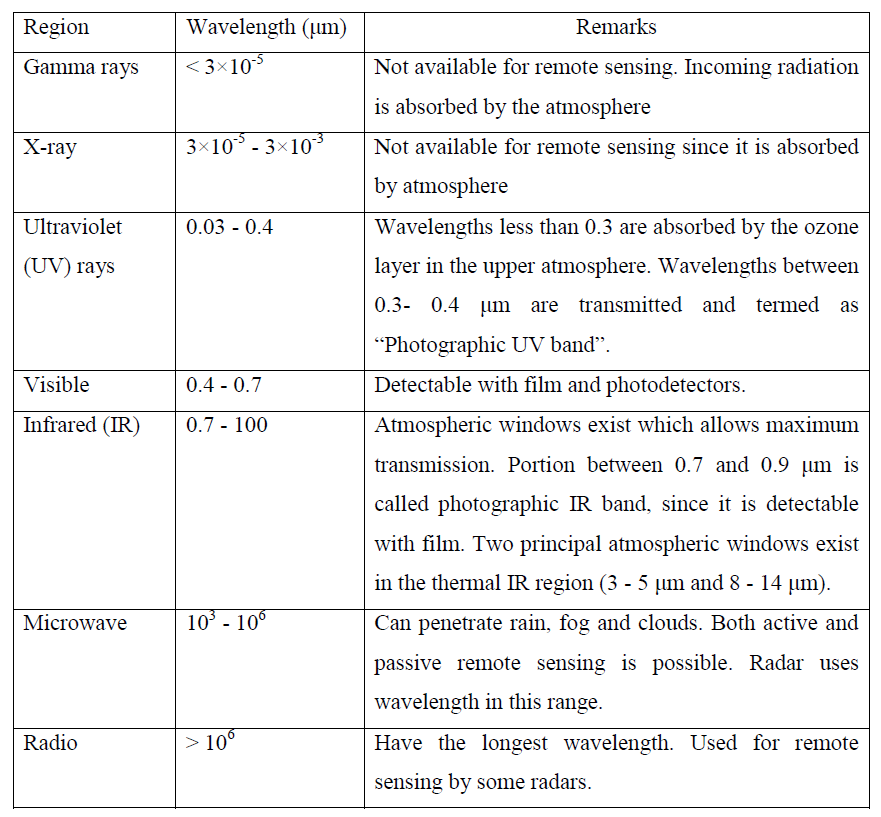 Region Wavelength (μm) Remarks
Gamma rays < 3×10⁻⁵ Not available for remote sensing. Incoming radiation
is absorbed by the atmosphere
X-ray 3×10⁻⁵ - 3×10⁻³ Not available for remote sensing since it is absorbed
by atmosphere
Ultraviolet 0.03 - 0.4 Wavelengths less than 0.3 are absorbed by the ozone
(UV) rays layer in the upper atmosphere. Wavelengths between
0.3- 0.4 μm are transmitted and termed as
“Photographic UV band”.
Visible 0.4 - 0.7 Detectable with film and photodetectors.
Infrared (IR) 0.7 - 100 Atmospheric windows exist which allows maximum
transmission. Portion between 0.7 and 0.9 μm is
called photographic IR band, since it is detectable
with film. Two principal atmospheric windows exist
in the thermal IR region (3 - 5 μm and 8 - 14 μm).
Microwave 10³ - 10⁶ Can penetrate rain, fog and clouds. Both active and
passive remote sensing is possible. Radar uses
wavelength in this range.
Radio > 10⁶ Have the longest wavelength. Used for remote
sensing by some radars.